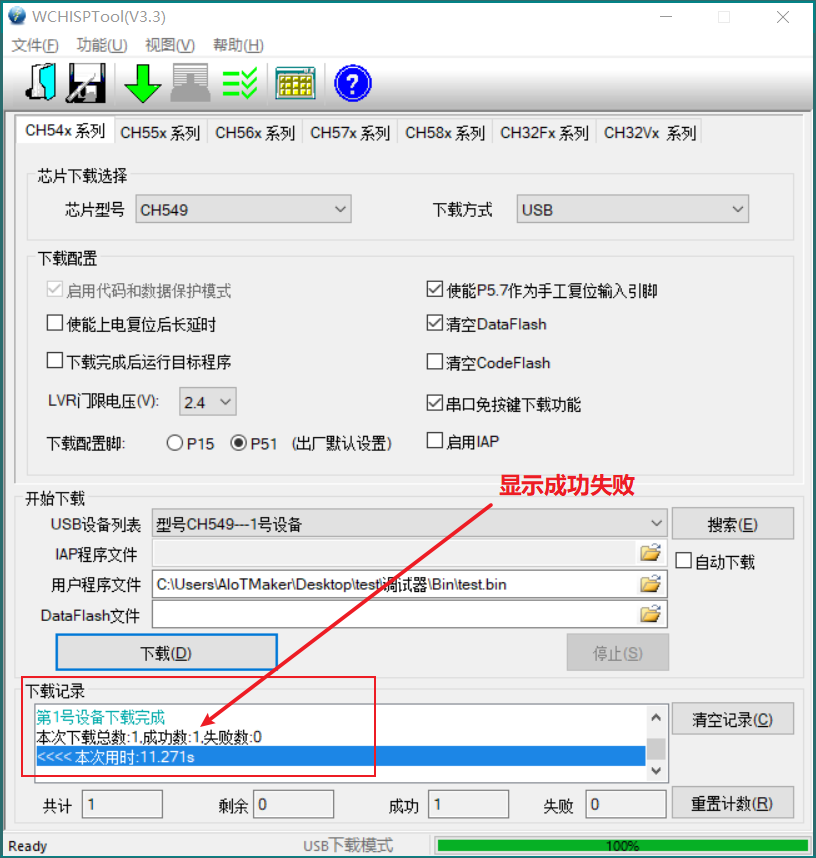 WCHISPTool(V3.3)
文件(F) 功能(U) 视图(V) 帮助(H)
CH54x 系列 CH55x 系列 CH56x 系列 CH57x 系列 CH58x 系列 CH32Fx 系列 CH32Vx 系列
芯片下载选择
芯片型号 CH549 下载方式 USB
下载配置
启用代码和数据保护模式 使能P5.7作为手工复位输入引脚
使能上电复位后长延时 清空DataFlash
下载完成后运行目标程序 清空CodeFlash
LVR门限电压(V): 2.4 串口免按键下载功能
下载配置脚: P15 P51 (出厂默认设置) 启用IAP
显示成功失败
开始下载
USB设备列表 型号CH549---1号设备 搜索(E)
IAP程序文件 自动下载
用户程序文件 C:\Users\AIoTMaker\Desktop\test\调试器\Bin\test.bin
DataFlash文件
下载(D) 停止(S)
下载记录
第1号设备下载完成
本次下载总数:1,成功数:1,失败数:0
<<<< 本次用时:11.271s
清空记录(C)
共计 1 剩余 0 成功 1 失败 0 重置计数(R)
Ready USB下载模式 100%